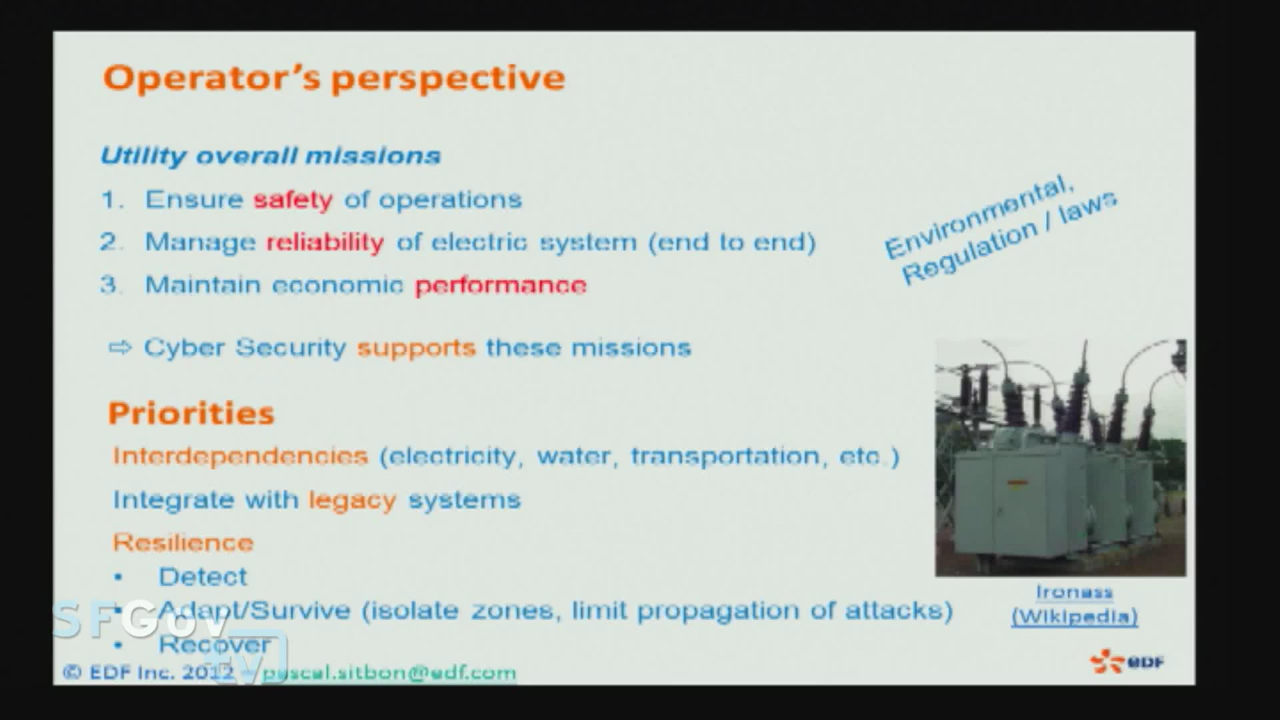 Operator's perspective
Utility overall missions
1. Ensure safety of operations
2. Manage reliability of electric system (end to end)
3. Maintain economic performance
Environmental,
Regulation / laws
⇨ Cyber Security supports these missions
Priorities
Interdependencies (electricity, water, transportation, etc.)
Integrate with legacy systems
Resilience
• Detect
• Adapt/Survive (isolate zones, limit propagation of attacks)
• Recover
Ironass
(Wikipedia)
© EDF Inc. 2012 - pascal.sitbon@edf.com
edf
SFGov
tv